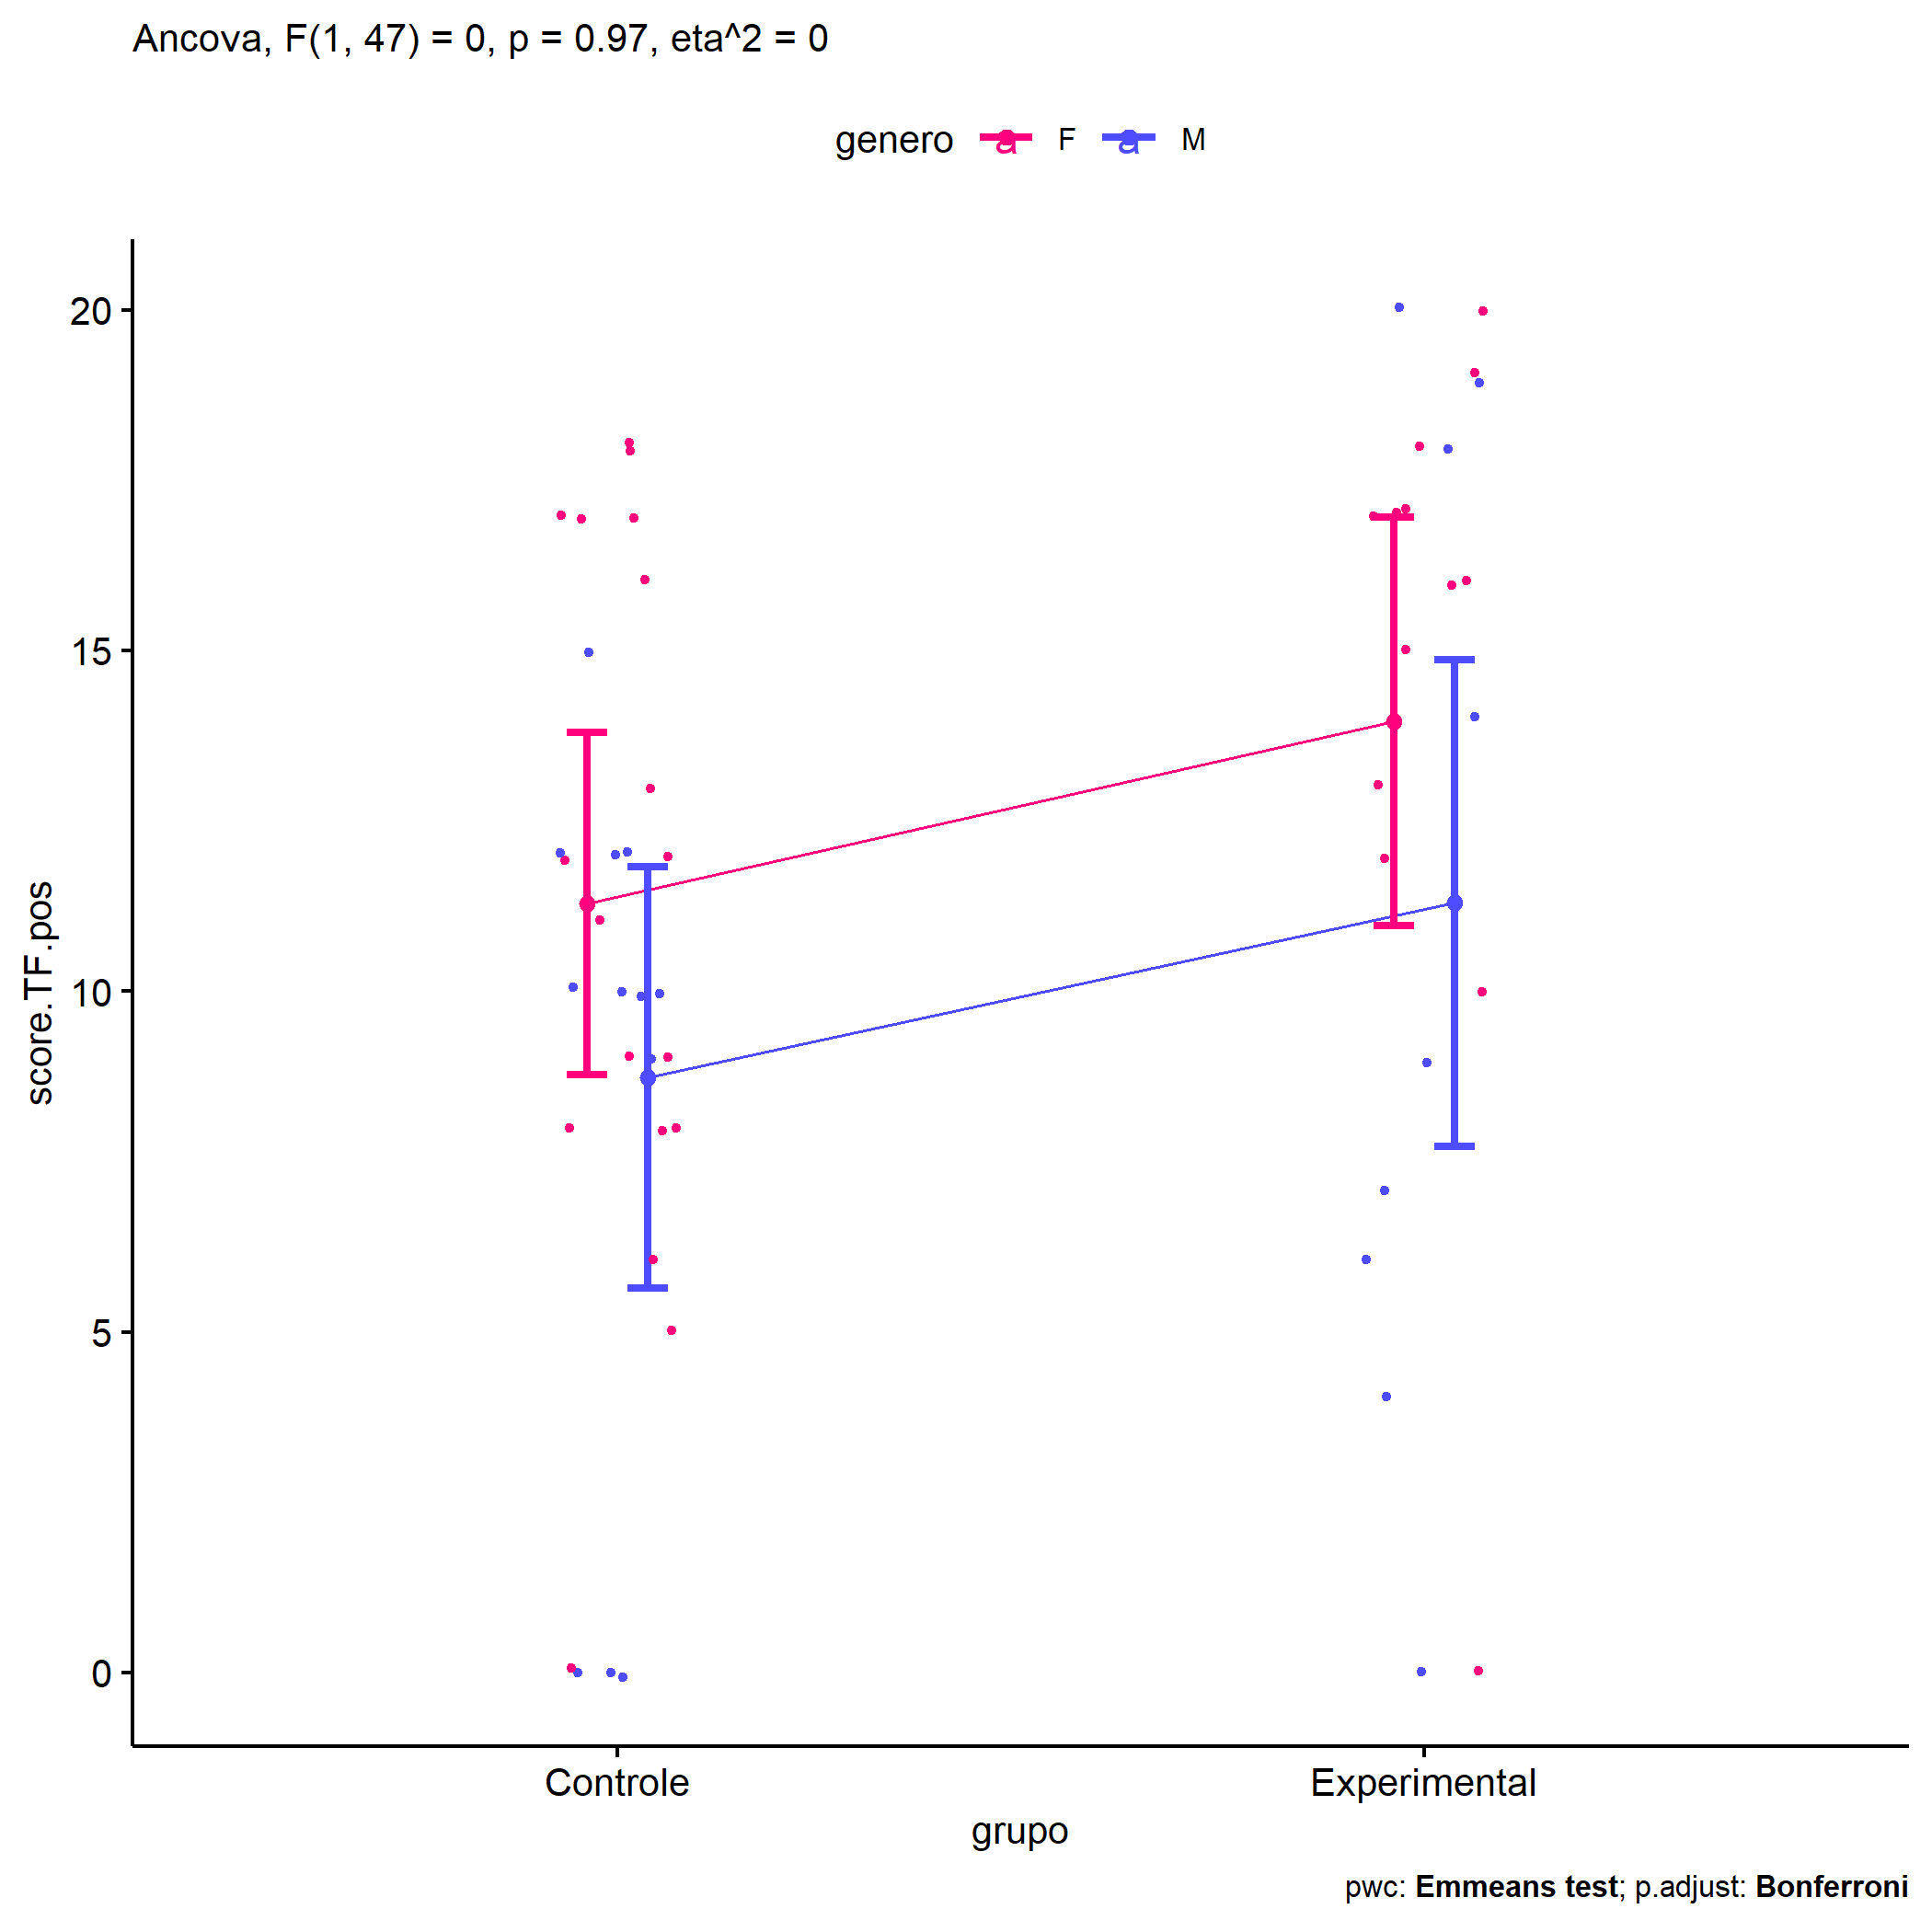 Ancova, F(1, 47) = 0, p = 0.97, eta^2 = 0
genero a F a M
20
15
10
5
0
score.TF.pos
Controle Experimental
grupo
pwc: Emmeans test; p.adjust: Bonferroni